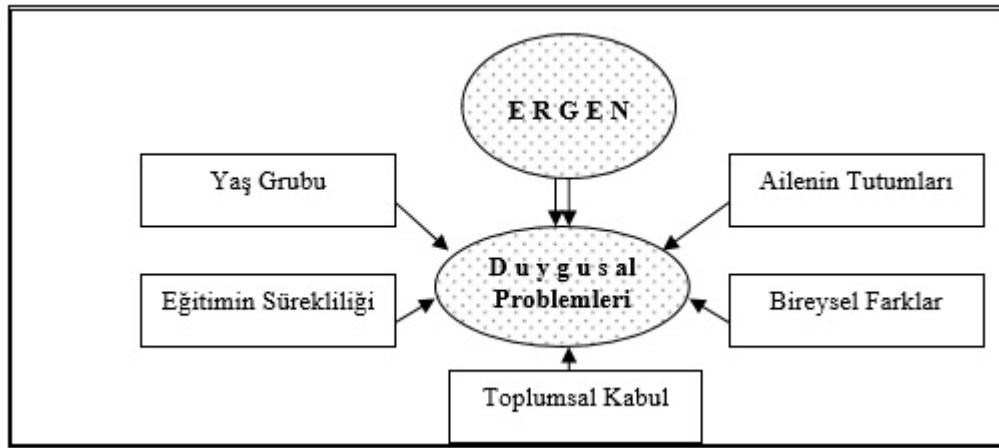 E R G E N
Yaş Grubu
Ailenin Tutumları
D u y g u s a l
Problemleri
Eğitimin Sürekliliği
Bireysel Farklar
Toplumsal Kabul